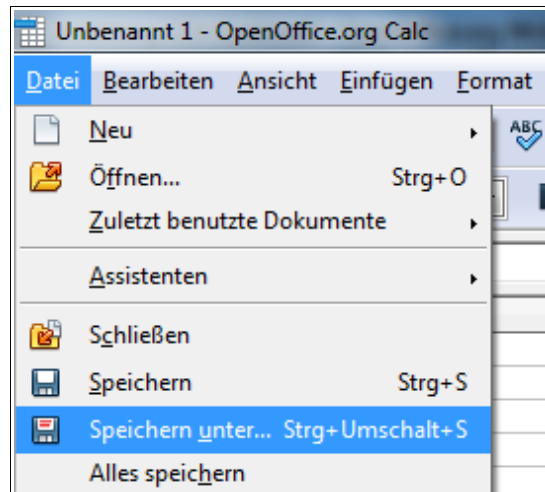 Unbenannt 1 - OpenOffice.org Calc
Datei Bearbeiten Ansicht Einfügen Format
Neu
ABC
Öffnen... Strg+O
Zuletzt benutzte Dokumente
Assistenten
Schließen
Speichern Strg+S
Speichern unter... Strg+Umschalt+S
Alles speichern